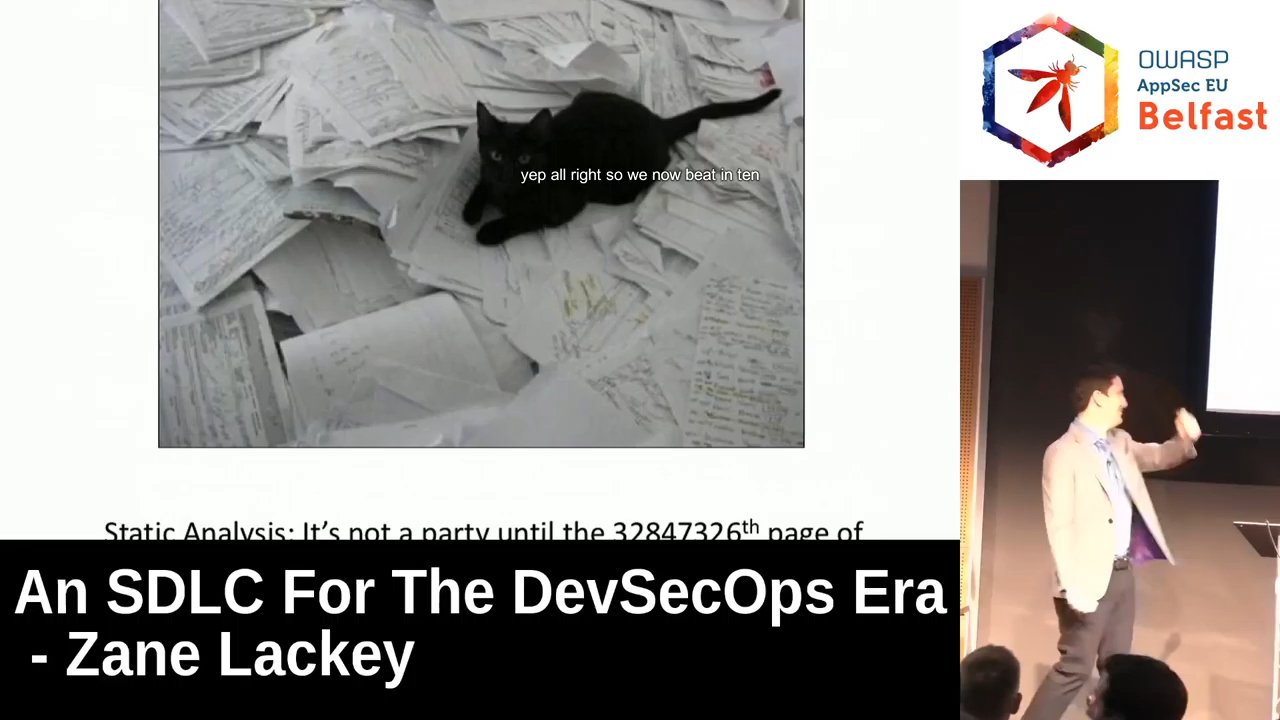 OWASP
AppSec EU
Belfast
yep all right so we now beat in ten
Static Analysis: It's not a party until the 32847326th page of
An SDLC For The DevSecOps Era
- Zane Lackey